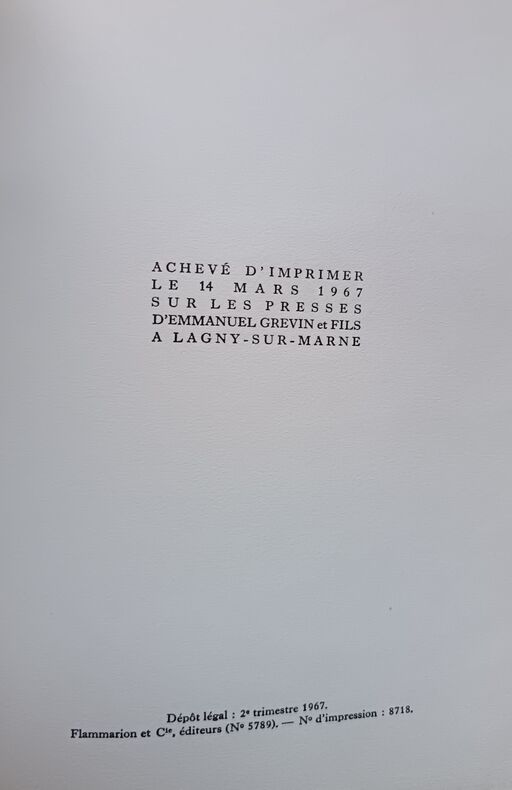 ACHEVÉ D'IMPRIMER
LE 14 MARS 1967
SUR LES PRESSES
D'EMMANUEL GREVIN et FILS
A LAGNY-SUR-MARNE
Dépôt légal : 2e trimestre 1967.
Flammarion et Cie, éditeurs (No 5789). — No d'impression : 8718.